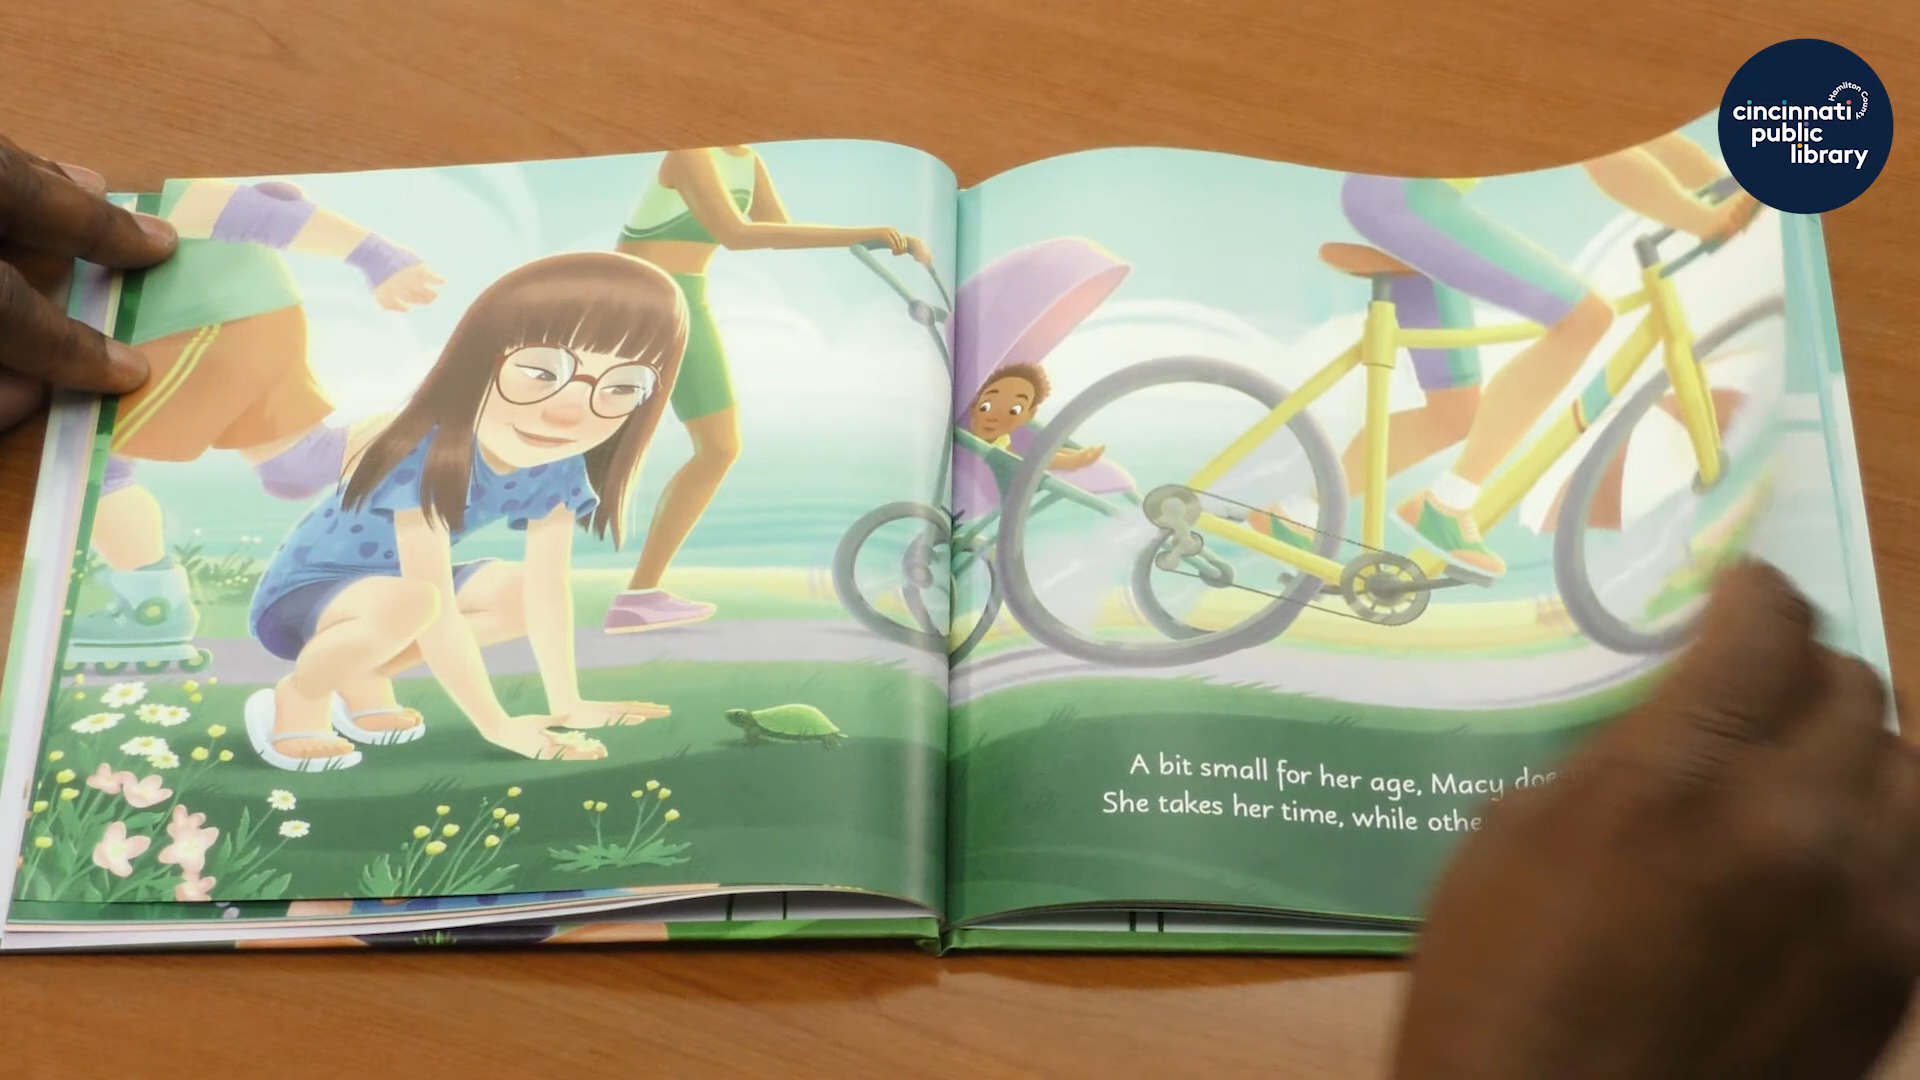 Hamilton County
cincinnati
public
library
A bit small for her age, Macy
She takes her time, while